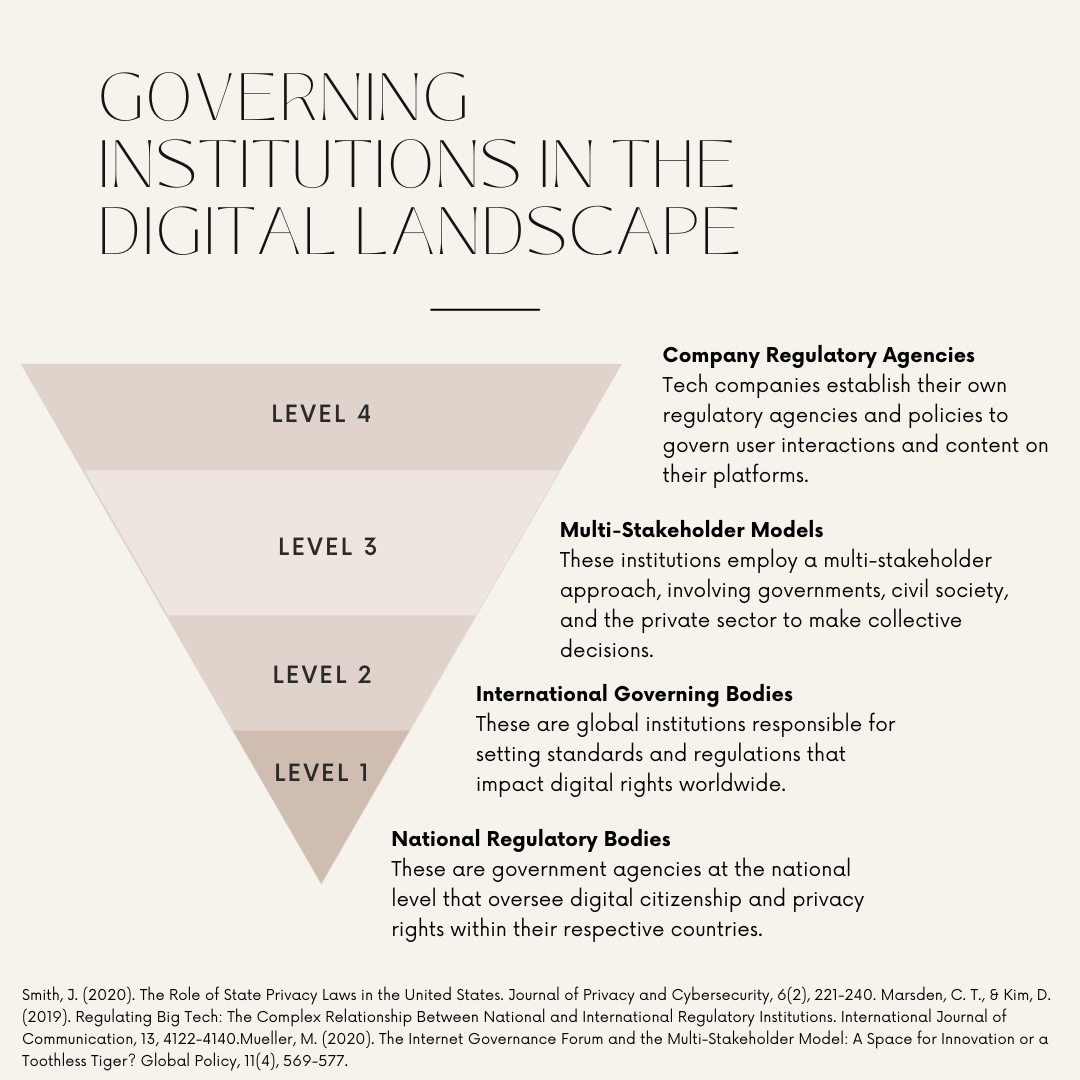 GOVERNING
INSTITUTIONS IN THE
DIGITAL LANDSCAPE
LEVEL 4
Company Regulatory Agencies
Tech companies establish their own
regulatory agencies and policies to
govern user interactions and content on
their platforms.
LEVEL 3
Multi-Stakeholder Models
These institutions employ a multi-stakeholder
approach, involving governments, civil society,
and the private sector to make collective
decisions.
LEVEL 2
International Governing Bodies
These are global institutions responsible for
setting standards and regulations that
impact digital rights worldwide.
LEVEL 1
National Regulatory Bodies
These are government agencies at the national
level that oversee digital citizenship and privacy
rights within their respective countries.
Smith, J. (2020). The Role of State Privacy Laws in the United States. Journal of Privacy and Cybersecurity, 6(2), 221-240. Marsden, C. T., & Kim, D.
(2019). Regulating Big Tech: The Complex Relationship Between National and International Regulatory Institutions. International Journal of
Communication, 13, 4122-4140.Mueller, M. (2020). The Internet Governance Forum and the Multi-Stakeholder Model: A Space for Innovation or a
Toothless Tiger? Global Policy, 11(4), 569-577.